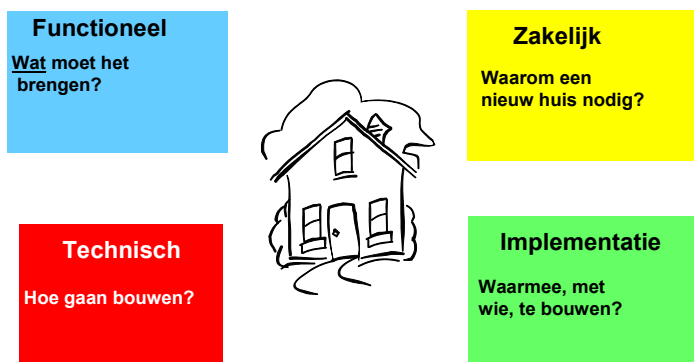 Functioneel
Wat moet het
brengen?
Zakelijk
Waarom een
nieuw huis nodig?
Technisch
Hoe gaan bouwen?
Implementatie
Waarmee, met
wie, te bouwen?